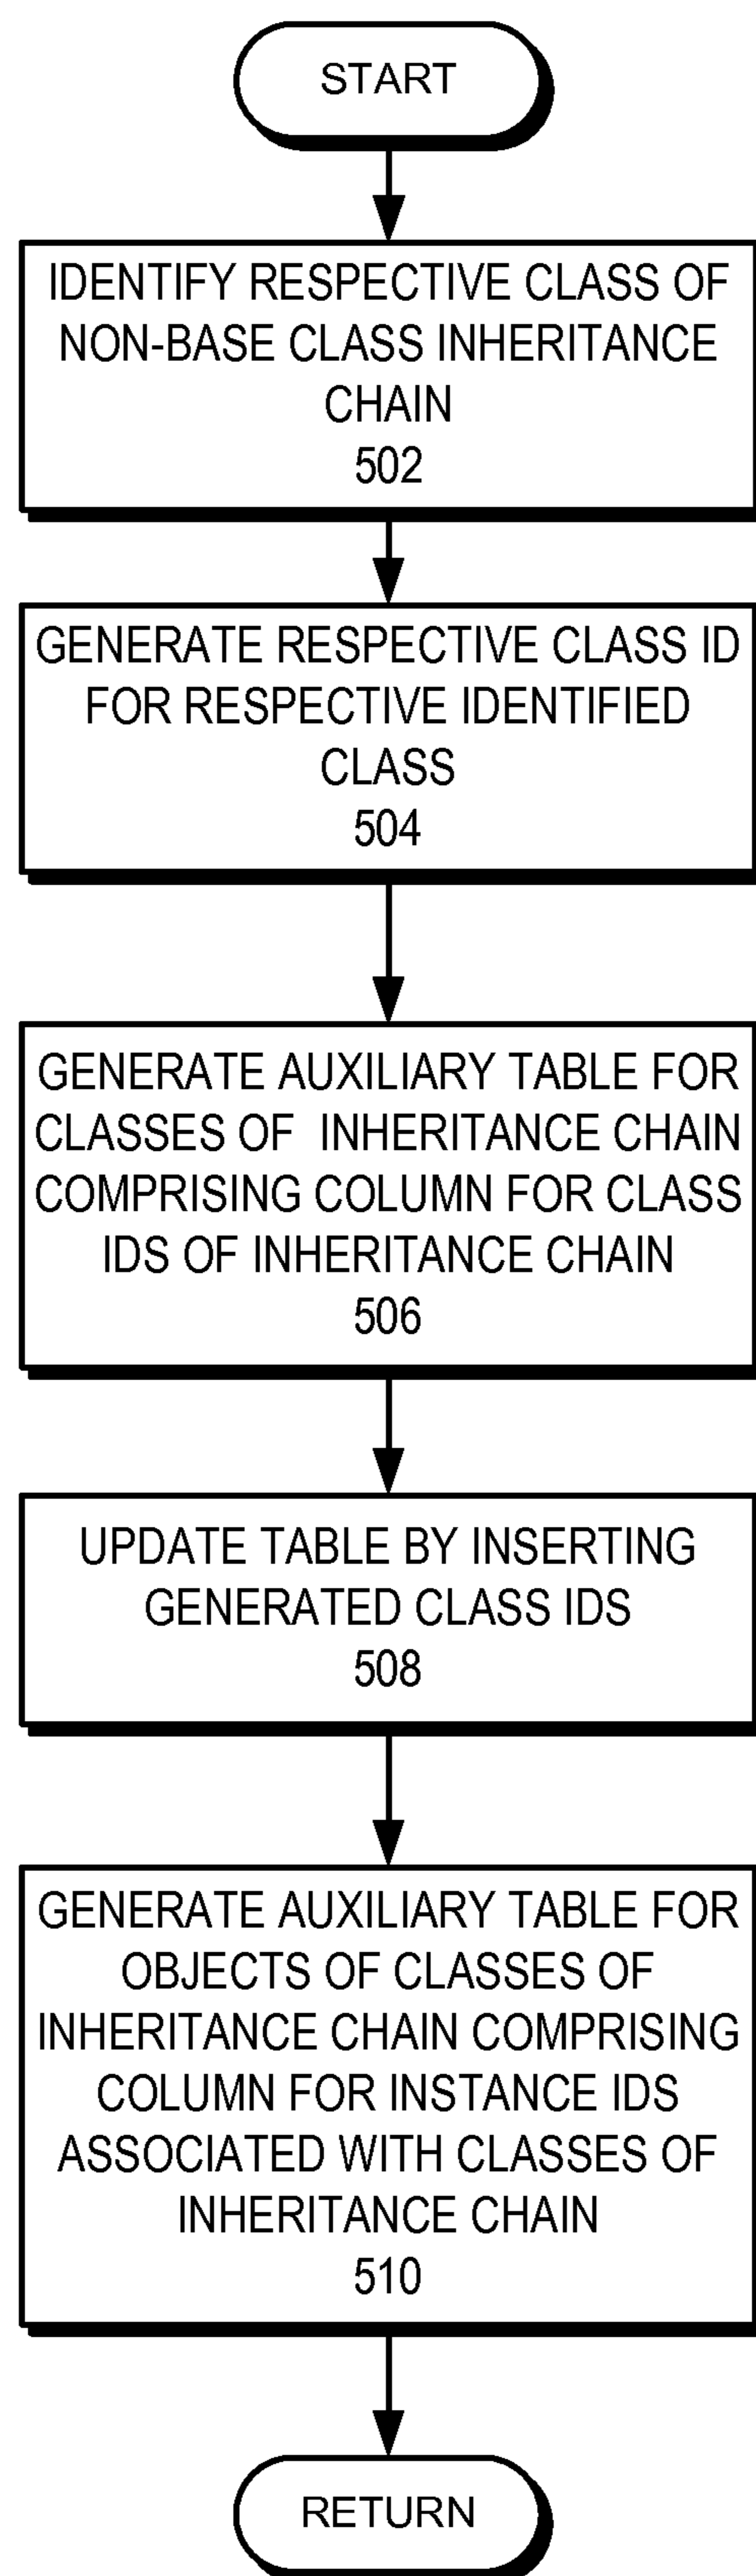 START
IDENTIFY RESPECTIVE CLASS OF
NON-BASE CLASS INHERITANCE
CHAIN
502
GENERATE RESPECTIVE CLASS ID
FOR RESPECTIVE IDENTIFIED
CLASS
504
GENERATE AUXILIARY TABLE FOR
CLASSES OF INHERITANCE CHAIN
COMPRISING COLUMN FOR CLASS
IDS OF INHERITANCE CHAIN
506
UPDATE TABLE BY INSERTING
GENERATED CLASS IDS
508
GENERATE AUXILIARY TABLE FOR
OBJECTS OF CLASSES OF
INHERITANCE CHAIN COMPRISING
COLUMN FOR INSTANCE IDS
ASSOCIATED WITH CLASSES OF
INHERITANCE CHAIN
510
RETURN